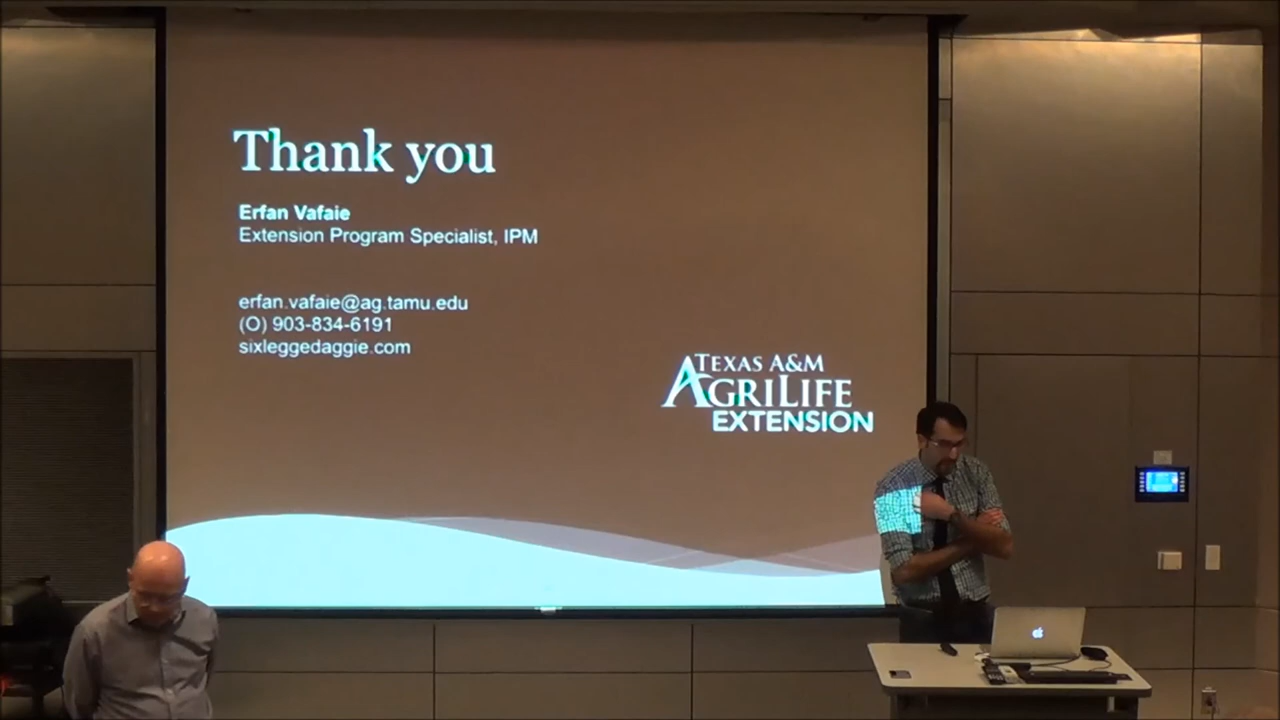 Thank you
Erfan Vafaie
Extension Program Specialist, IPM
erfan.vafaie@ag.tamu.edu
(O) 903-834-6191
sixleggedaggie.com
TEXAS A&M
AGRILIFE
EXTENSION